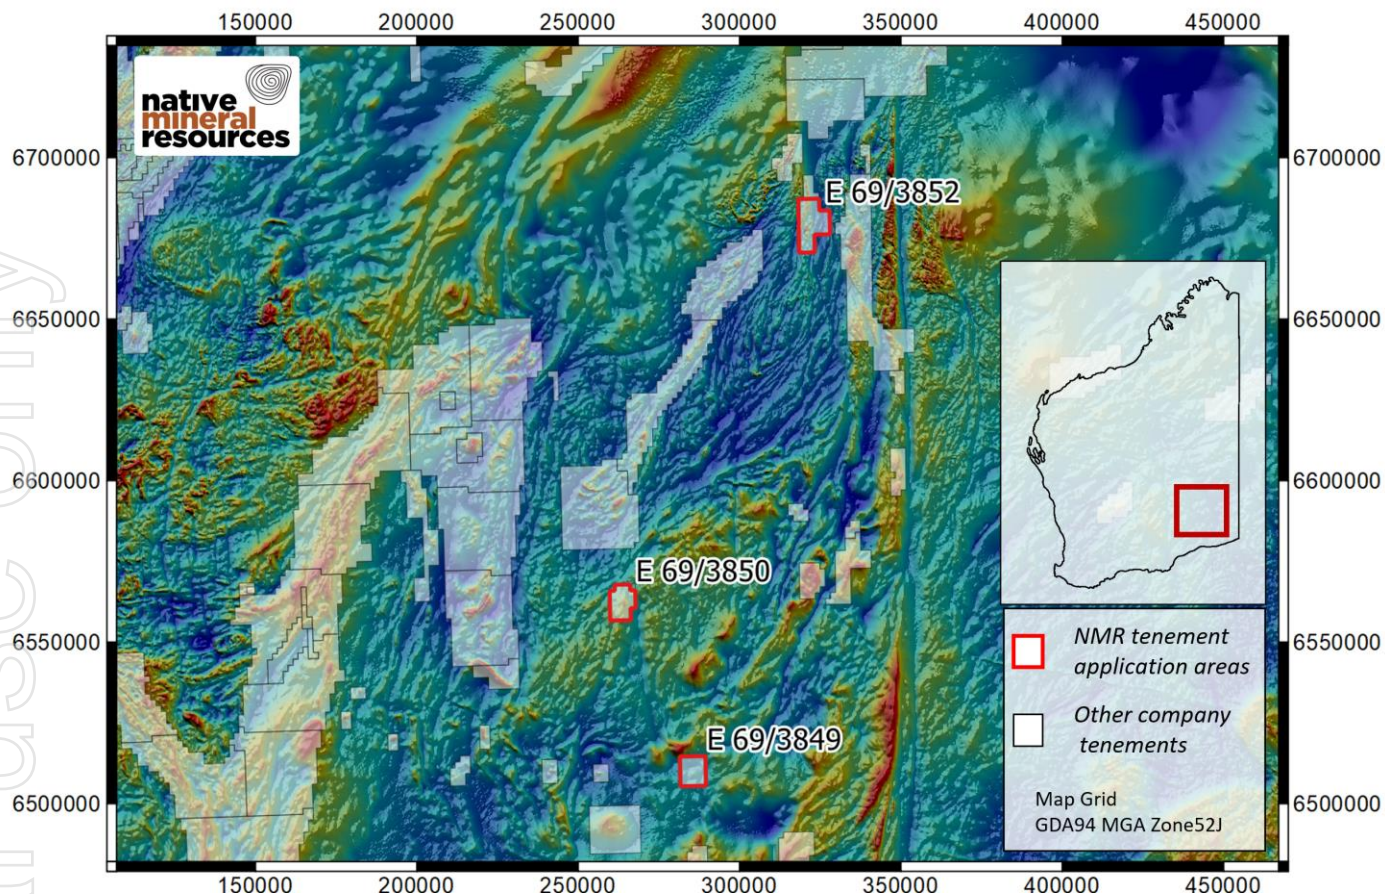 150000 200000 250000 300000 350000 400000 450000
native
mineral
resources
6700000 6700000
E 69/3852
6650000 6650000
6600000 6600000
E 69/3850
6550000 6550000
NMR tenement
application areas
Other company
tenements
E 69/3849
Map Grid
GDA94 MGA Zone52J
6500000 6500000
150000 200000 250000 300000 350000 400000 450000